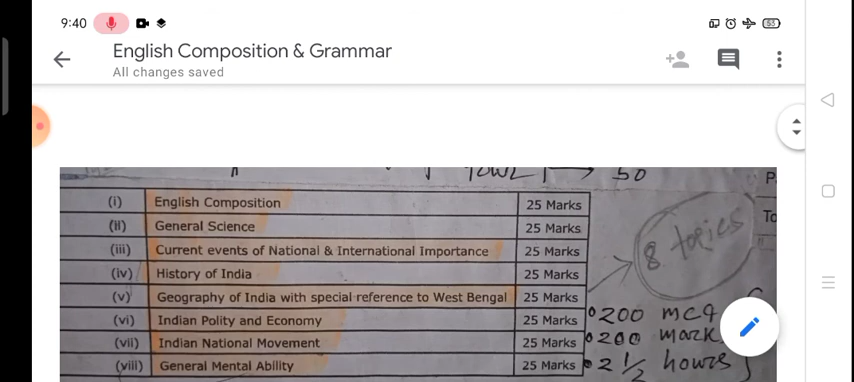 9:40
53
English Composition & Grammar
All changes saved
50
P
(i) English Composition 25 Marks
To
(ii) General Science 25 Marks
(iii) Current events of National & International Importance 25 Marks
8 topics
(iv) History of India 25 Marks
(v) Geography of India with special reference to West Bengal 25 Marks
(vi) Indian Polity and Economy 25 Marks
200 mcq
(vii) Indian National Movement 25 Marks
200 mark
(viii) General Mental Ability 25 Marks
2 1/2 hours